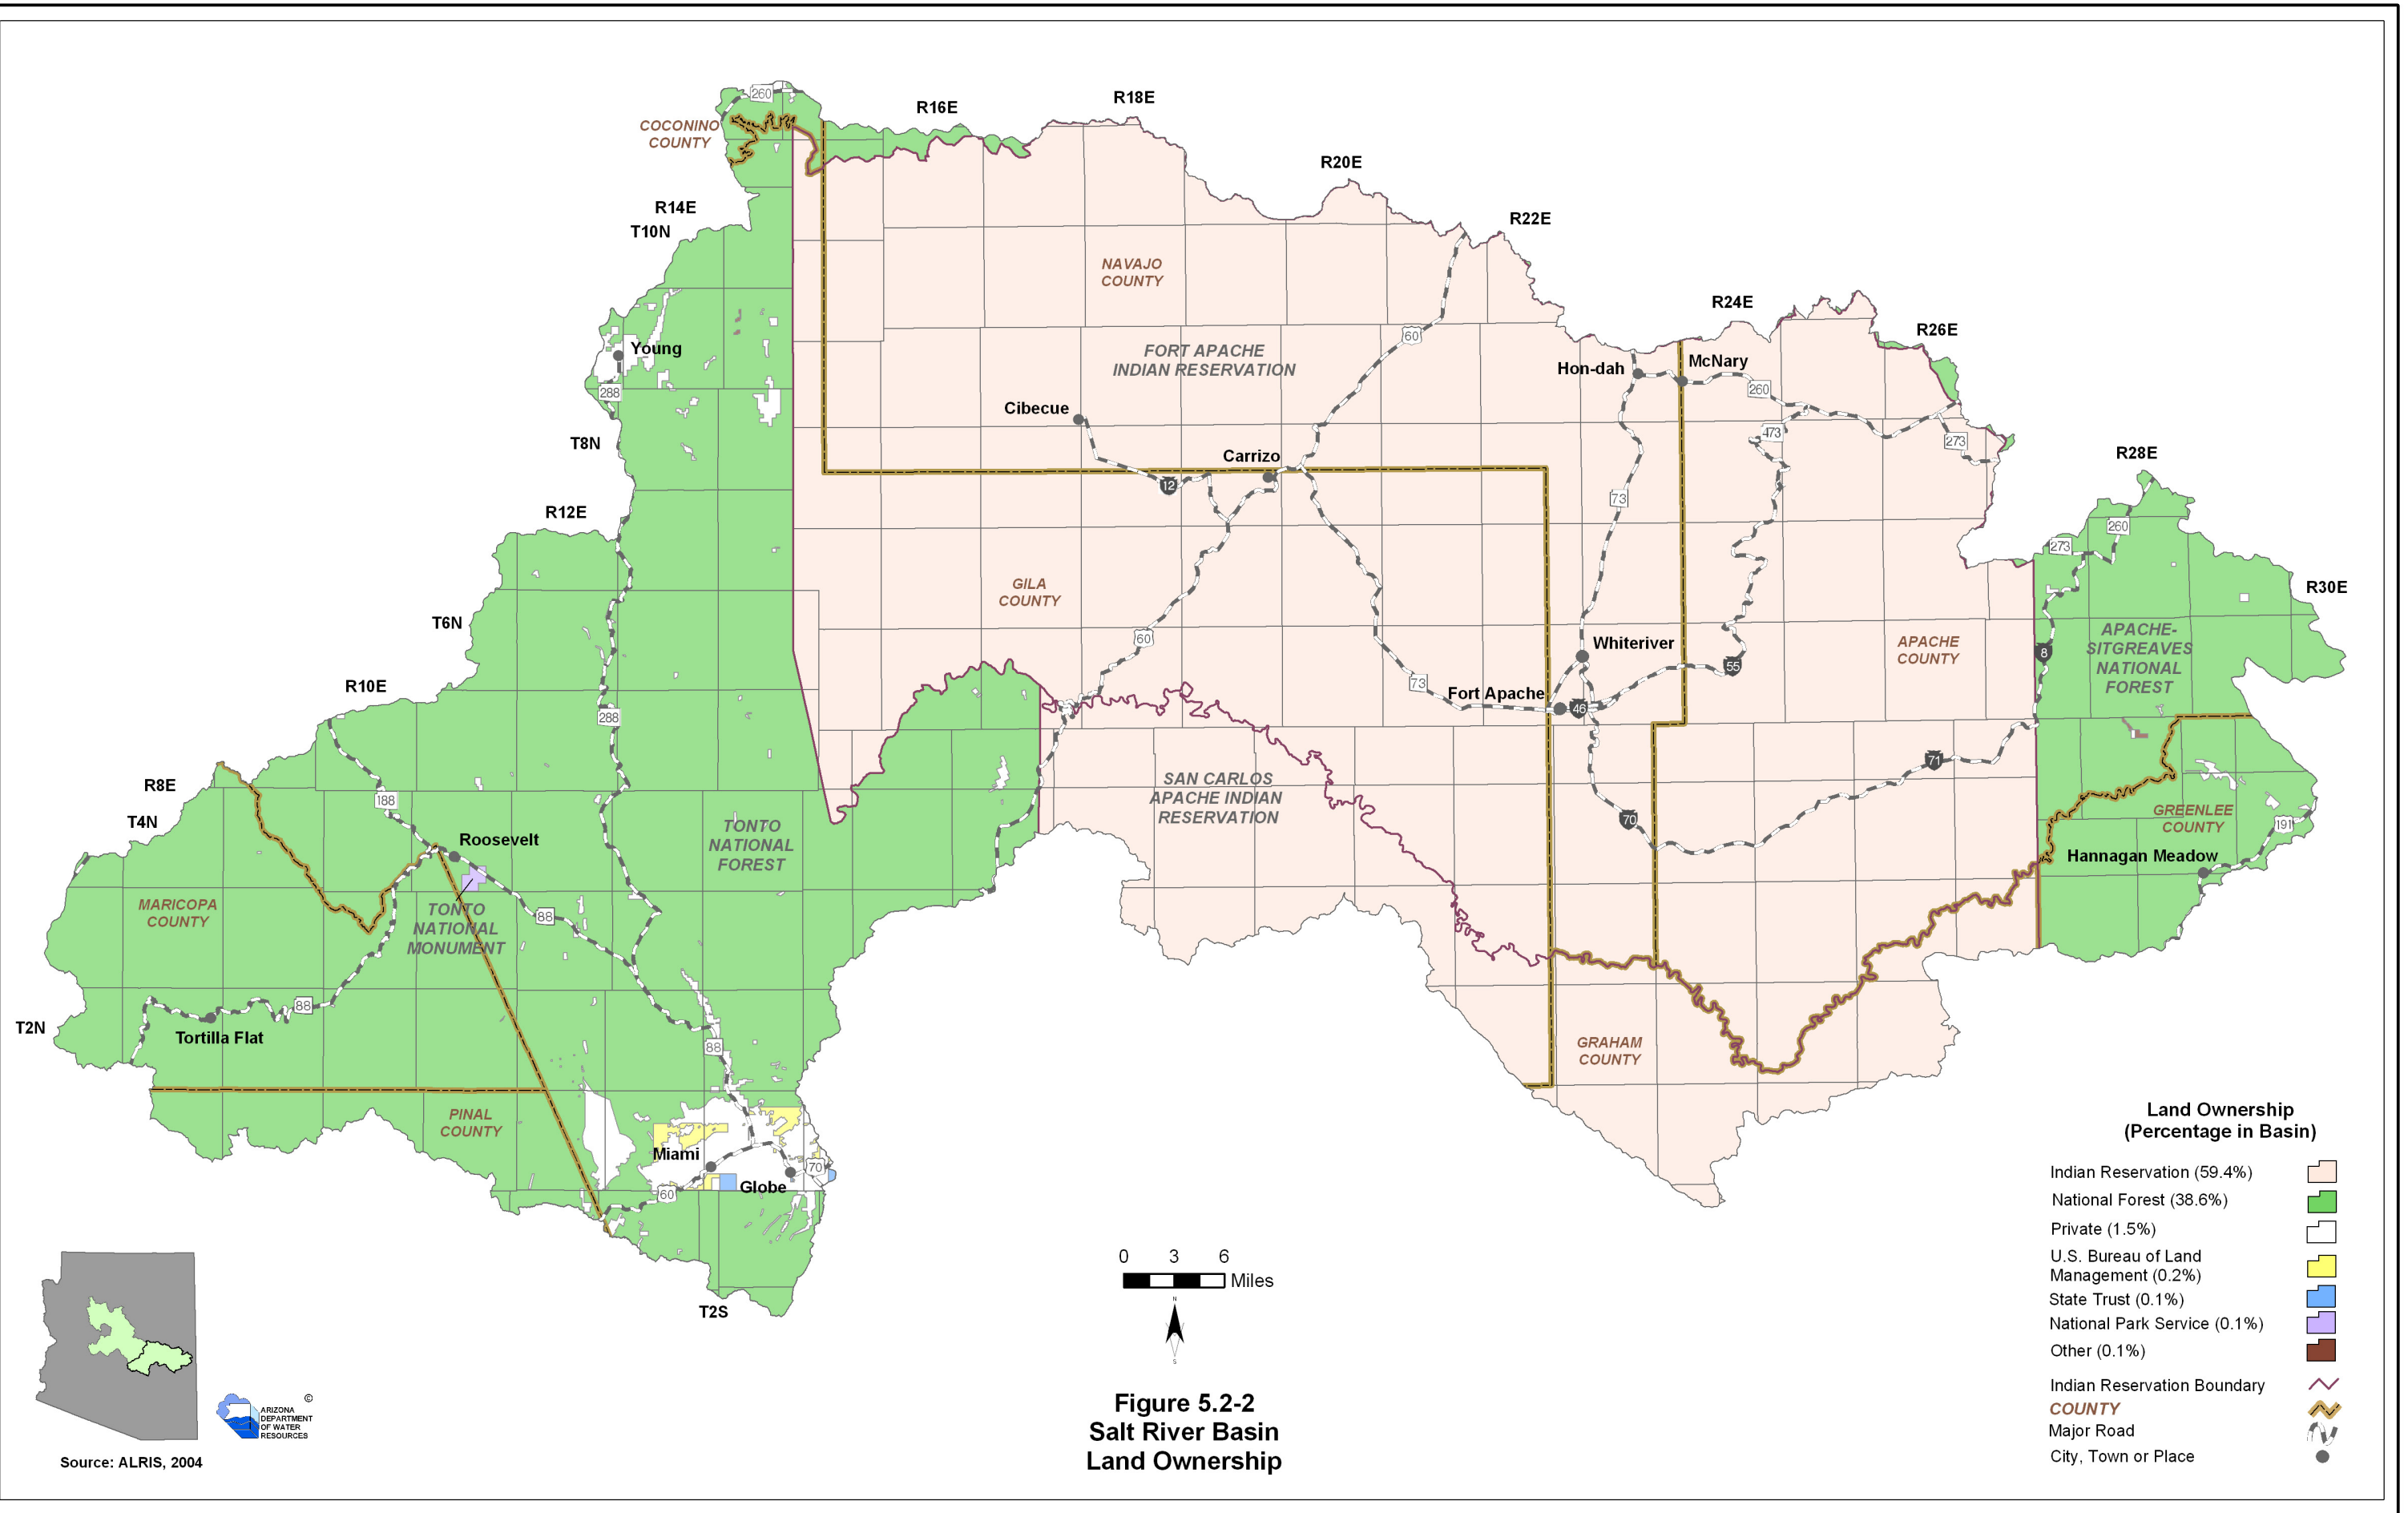 260
R16E
R18E
COCONINO
COUNTY
R20E
R14E
T10N
R22E
NAVAJO
COUNTY
R24E
R26E
60
Young
FORT APACHE
INDIAN RESERVATION
Hon-dah
McNary
288
260
Cibecue
T8N
473
273
Carrizo
R28E
12
73
R12E
260
273
GILA
COUNTY
R30E
T6N
60
Whiteriver
APACHE
COUNTY
APACHE-
SITGREAVES
NATIONAL
FOREST
8
55
R10E
73
Fort Apache
46
288
R8E
71
SAN CARLOS
APACHE INDIAN
RESERVATION
188
T4N
TONTO
NATIONAL
FOREST
70
GREENLEE
COUNTY
191
Roosevelt
Hannagan Meadow
MARICOPA
COUNTY
TONTO
NATIONAL
MONUMENT
88
88
T2N
Tortilla Flat
88
GRAHAM
COUNTY
PINAL
COUNTY
Miami
70
Globe
60
T2S
Land Ownership
(Percentage in Basin)
Indian Reservation (59.4%)
National Forest (38.6%)
Private (1.5%)
U.S. Bureau of Land
Management (0.2%)
State Trust (0.1%)
National Park Service (0.1%)
Other (0.1%)
Indian Reservation Boundary
COUNTY
Major Road
City, Town or Place
0 3 6
Miles
N
S
Figure 5.2-2
Salt River Basin
Land Ownership
©
ARIZONA
DEPARTMENT
OF WATER
RESOURCES
Source: ALRIS, 2004